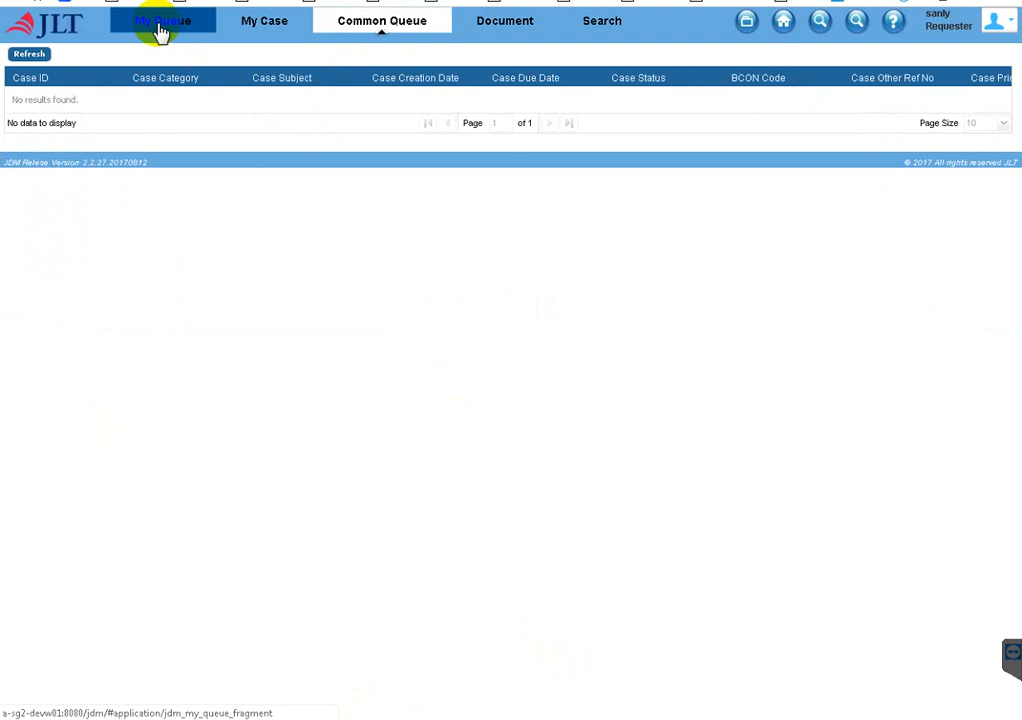 JLT
My Queue
My Case
Common Queue
Document
Search
sanly
Requester
Refresh
Case ID
Case Category
Case Subject
Case Creation Date
Case Due Date
Case Status
BCON Code
Case Other Ref No
Case Pri
No results found.
No data to display
Page 1 of 1
Page Size 10
JDM Relese Version 2.2.27.20170912
© 2017 All rights reserved JLT
a-sg2-devw01:8080/jdm/#application/jdm_my_queue_fragment